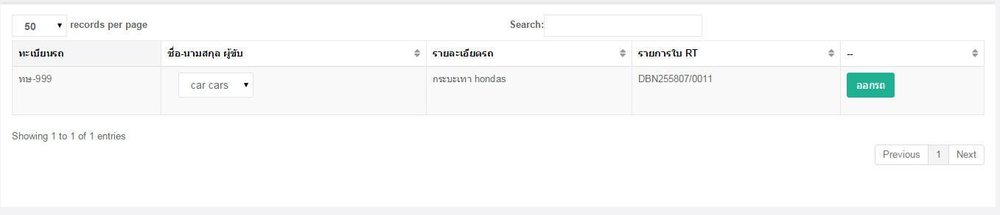 50 records per page Search:
ทะเบียนรถ ชื่อ-นามสกุล ผู้ขับ รายละเอียดรถ รายการใบ RT --
ทษ-999 car cars กระบะเทา hondas DBN255807/0011 ออกรถ
Showing 1 to 1 of 1 entries
Previous 1 Next